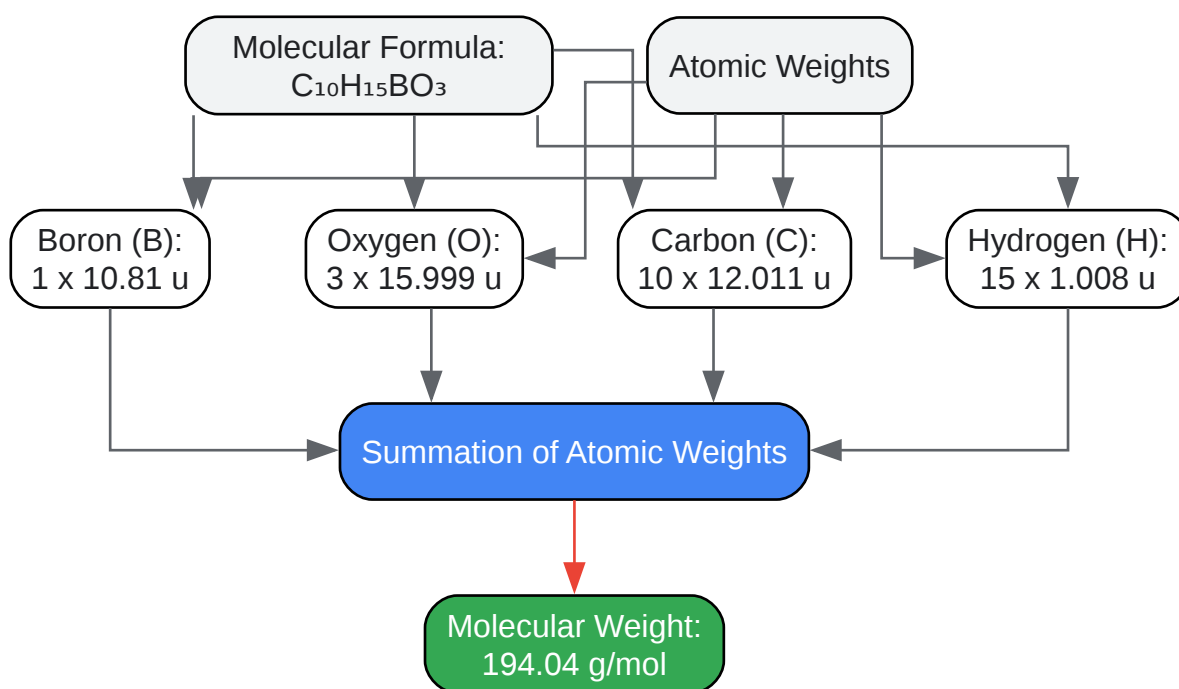 Molecular Formula:
C₁₀H₁₅BO₃
Atomic Weights
Boron (B):
1 x 10.81 u
Oxygen (O):
3 x 15.999 u
Carbon (C):
10 x 12.011 u
Hydrogen (H):
15 x 1.008 u
Summation of Atomic Weights
Molecular Weight:
194.04 g/mol